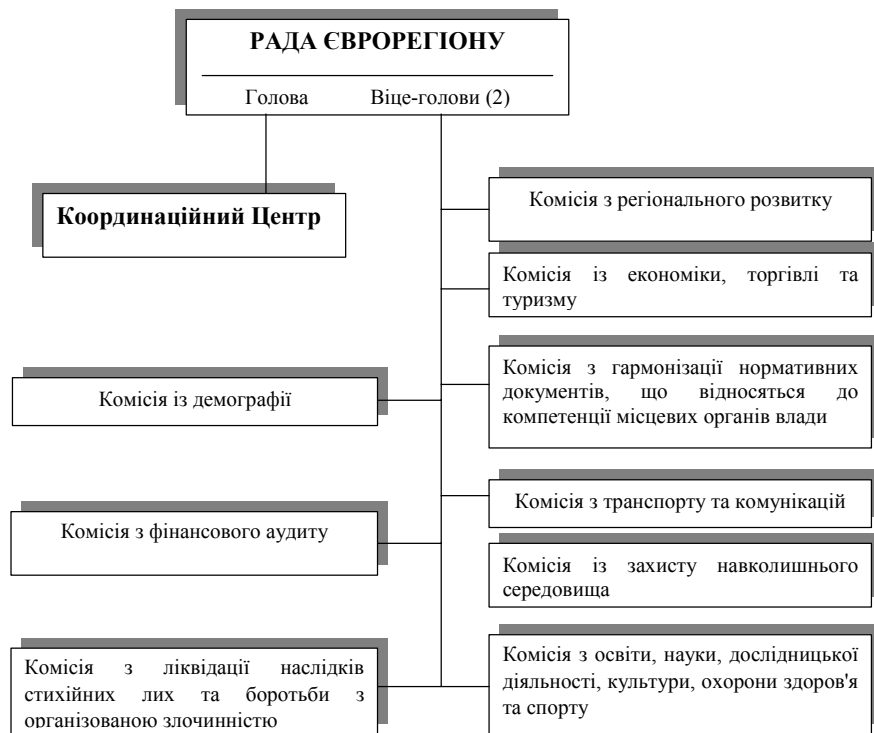 РАДА ЄВРОРЕГІОНУ
Голова Віце-голови (2)
Координаційний Центр
Комісія з регіонального розвитку
Комісія із економіки, торгівлі та
туризму
Комісія з гармонізації нормативних
документів, що відносяться до
компетенції місцевих органів влади
Комісія із демографії
Комісія з транспорту та комунікацій
Комісія з фінансового аудиту
Комісія із захисту навколишнього
середовища
Комісія з ліквідації наслідків
стихійних лих та боротьби з
організованою злочинністю
Комісія з освіти, науки, дослідницької
діяльності, культури, охорони здоров'я
та спорту